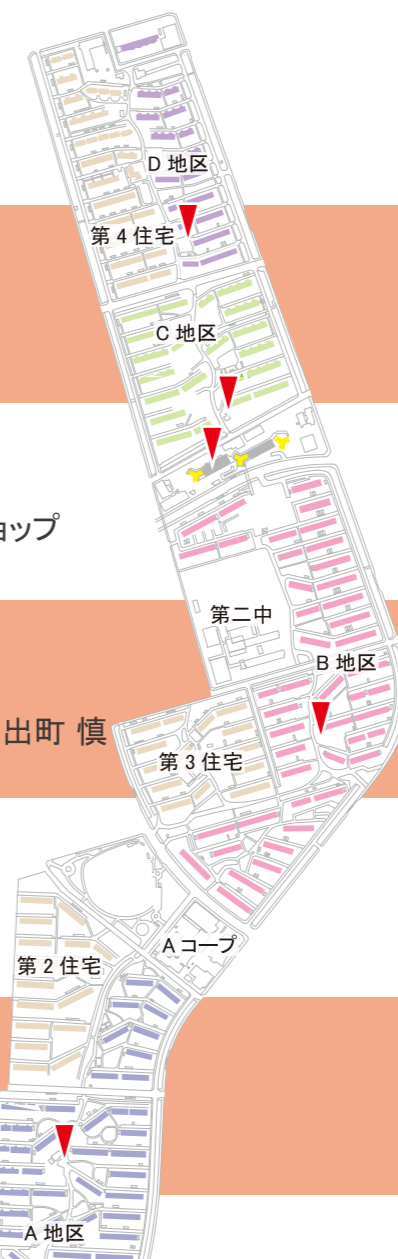 D 地区
第 4 住宅
C 地区
ョップ
第二中
B 地区
出町 慎
第 3 住宅
A コープ
第 2 住宅
A 地区